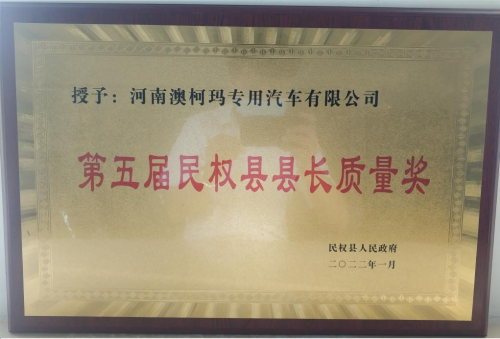 授予：河南澳柯玛专用汽车有限公司
第五届民权县县长质量奖
民权县人民政府
二〇二二年一月